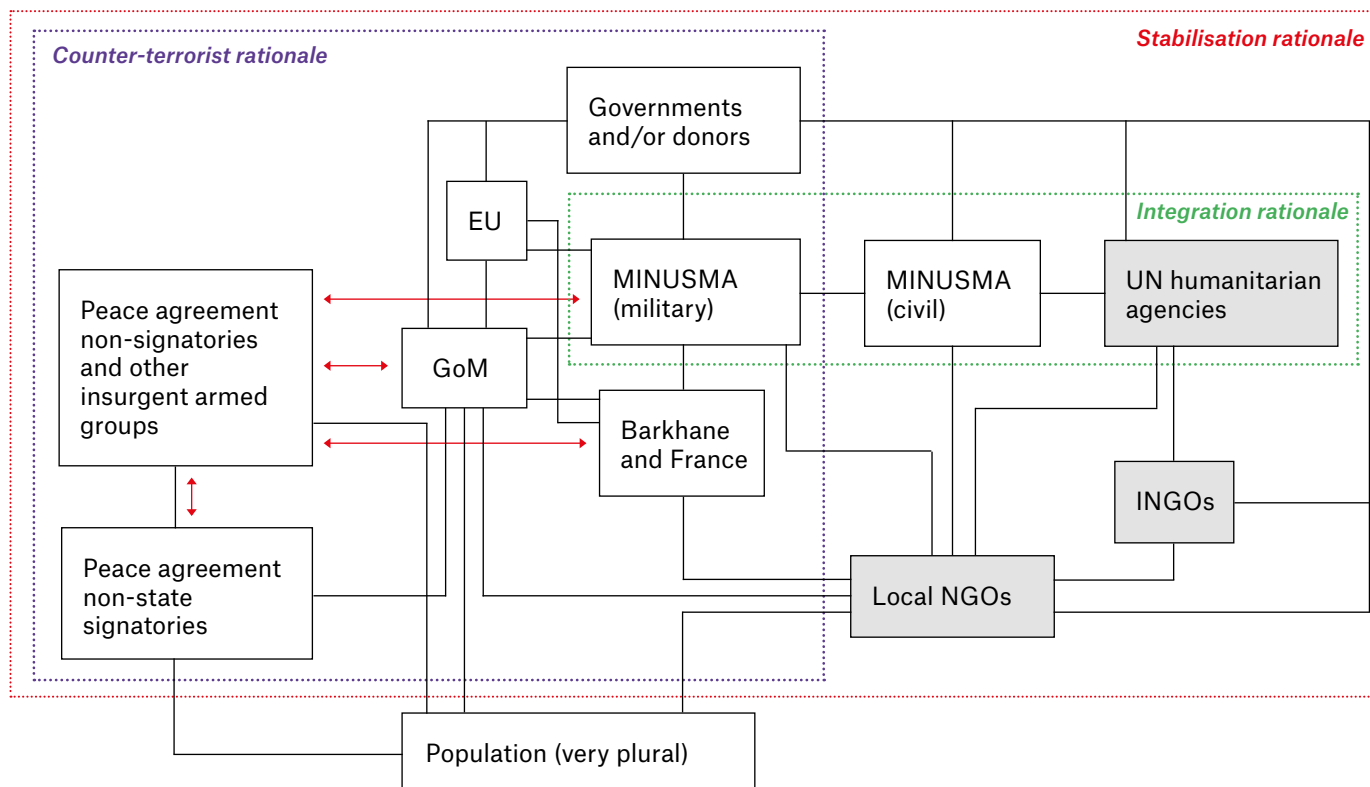 Counter-terrorist rationale
Stabilisation rationale
Governments
and/or donors
EU
Integration rationale
MINUSMA
(military)
MINUSMA
(civil)
UN humanitarian
agencies
Peace agreement
non-signatories
and other
insurgent armed
groups
GoM
Barkhane
and France
INGOs
Peace agreement
non-state
signatories
Local NGOs
Population (very plural)